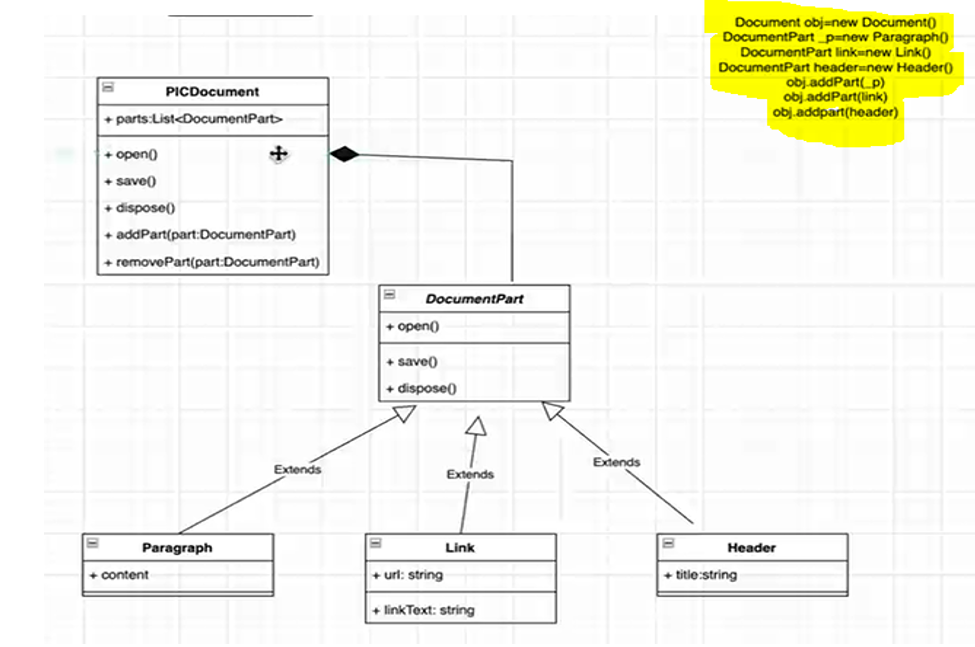 Document obj=new Document()
DocumentPart _p=new Paragraph()
DocumentPart link=new Link()
DocumentPart header=new Header()
obj.addPart(_p)
obj.addPart(link)
obj.addpart(header)
PICDocument
+ parts:List<DocumentPart>
+ open()
+ save()
+ dispose()
+ addPart(part:DocumentPart)
+ removePart(part:DocumentPart)
DocumentPart
+ open()
+ save()
+ dispose()
Extends
Extends
Extends
Paragraph
+ content
Link
+ url: string
+ linkText: string
Header
+ title:string